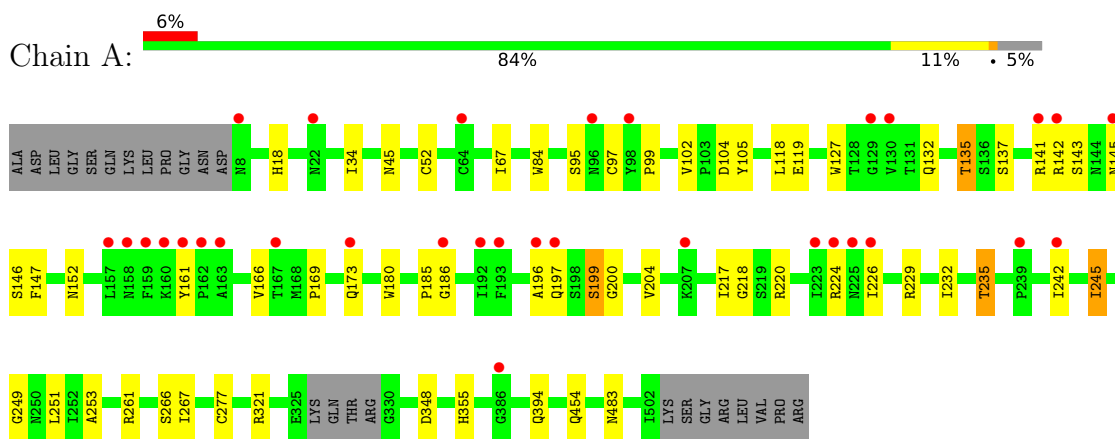 6%
Chain A:
84% 11% • 5%
ALA ASP LEU GLY SER GLN LYS LEU PRO GLY ASN ASP N8 H18 N22 I34 N45 C52 C64 I67 W84 S95 N96 C97 Y98 P99 V102 P103 D104 Y105 L118 E119 W127 T128 G129 V130 T131 Q132 T135 S136 S137 R141 R142 S143 N144 N145
S146 F147 N152 L157 N158 F159 K160 Y161 P162 A163 V166 T167 M168 P169 Q173 W180 P185 G186 I192 F193 A196 Q197 S198 S199 G200 V204 K207 I217 G218 S219 R220 I223 R224 N225 I226 R229 I232 T235 P239 I242 I245
G249 N250 L251 I252 A253 R261 S266 I267 C277 R321 E325 LYS GLN THR ARG G330 D348 H355 G386 Q394 Q454 N483 I502 LYS SER GLY ARG LEU VAL PRO ARG